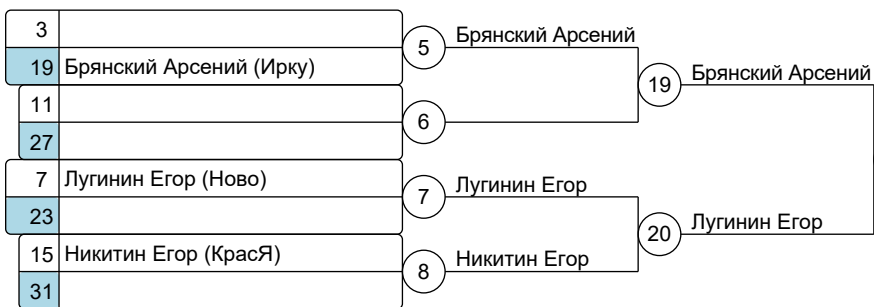 3
19 Брянский Арсений (Ирку)
11
27
7 Лугинин Егор (Ново)
23
15 Никитин Егор (КрасЯ)
31
5 Брянский Арсений
6
7 Лугинин Егор
8 Никитин Егор
19 Брянский Арсений
20 Лугинин Егор